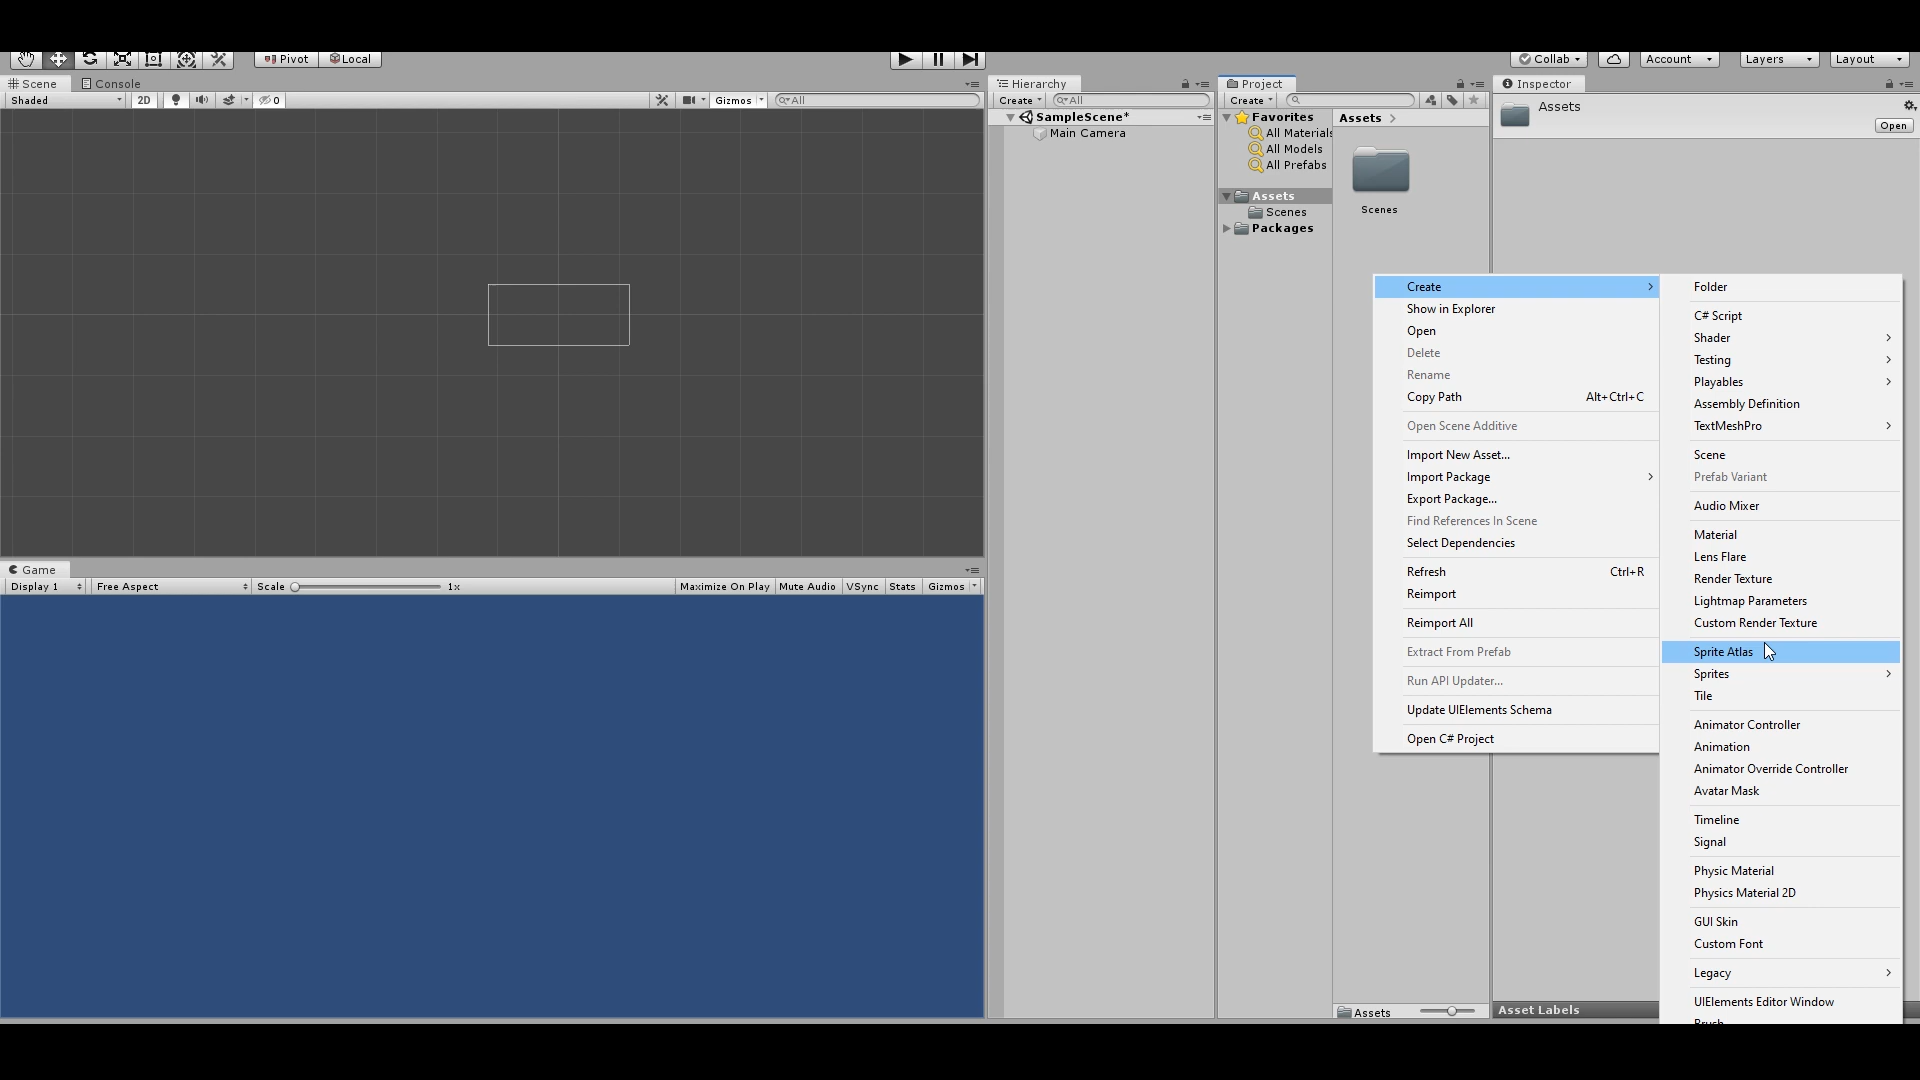 Pivot Local Collab Account Layers Layout
Scene Console
Shaded 2D 0 Gizmos All
Hierarchy
Create All
SampleScene*
Main Camera
Project
Create
Favorites
All Materials
All Models
All Prefabs
Assets
Scenes
Packages
Assets
Scenes
Assets
Inspector
Assets
Open
Create
Show in Explorer
Open
Delete
Rename
Copy Path Alt+Ctrl+C
Open Scene Additive
Import New Asset...
Import Package
Export Package...
Find References In Scene
Select Dependencies
Refresh Ctrl+R
Reimport
Reimport All
Extract From Prefab
Run API Updater...
Update UIElements Schema
Open C# Project
Folder
C# Script
Shader
Testing
Playables
Assembly Definition
TextMeshPro
Scene
Prefab Variant
Audio Mixer
Material
Lens Flare
Render Texture
Lightmap Parameters
Custom Render Texture
Sprite Atlas
Sprites
Tile
Animator Controller
Animation
Animator Override Controller
Avatar Mask
Timeline
Signal
Physic Material
Physics Material 2D
GUI Skin
Custom Font
Legacy
UIElements Editor Window
Brush
Asset Labels
Game
Display 1 Free Aspect Scale 1x Maximize On Play Mute Audio VSync Stats Gizmos